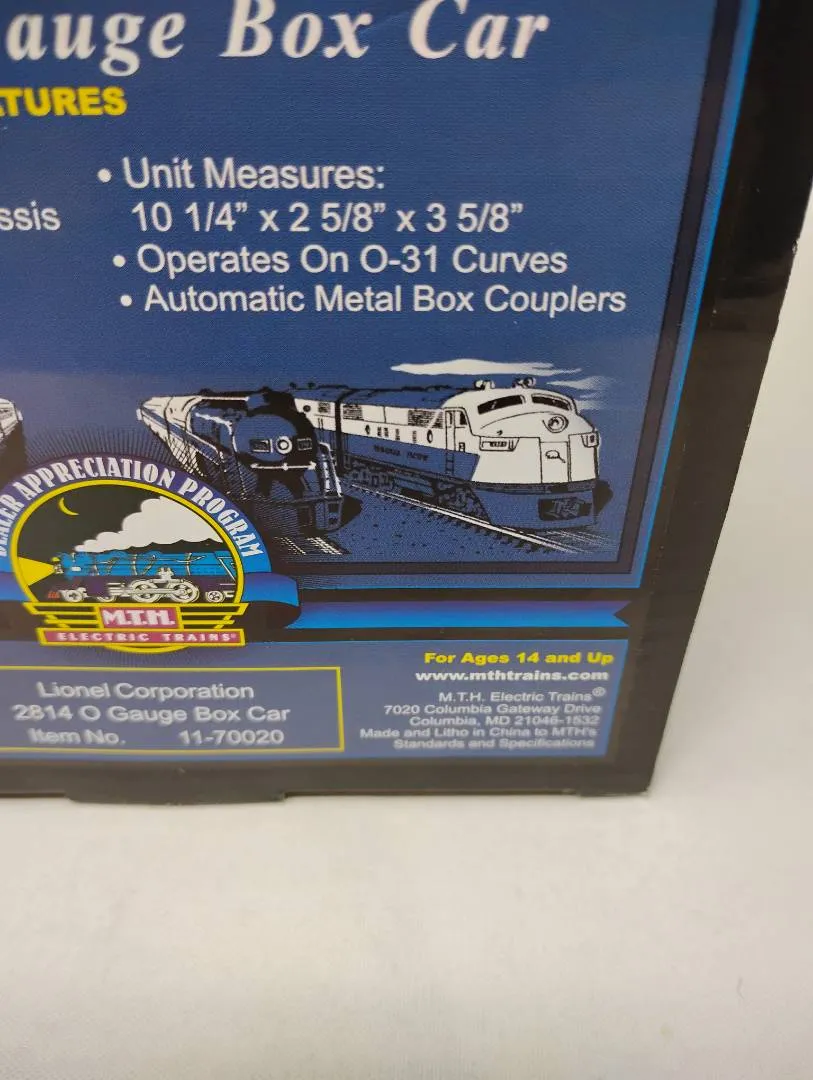 auge Box Car
TURES
• Unit Measures:
ssis 10 1/4” x 2 5/8” x 3 5/8”
• Operates On O-31 Curves
• Automatic Metal Box Couplers
DEALER APPRECIATION PROGRAM
M.T.H.
ELECTRIC TRAINS®
For Ages 14 and Up
www.mthtrains.com
Lionel Corporation
2814 O Gauge Box Car
Item No. 11-70020
M.T.H. Electric Trains®
7020 Columbia Gateway Drive
Columbia, MD 21046-1532
Made and Litho in China to MTH's
Standards and Specifications